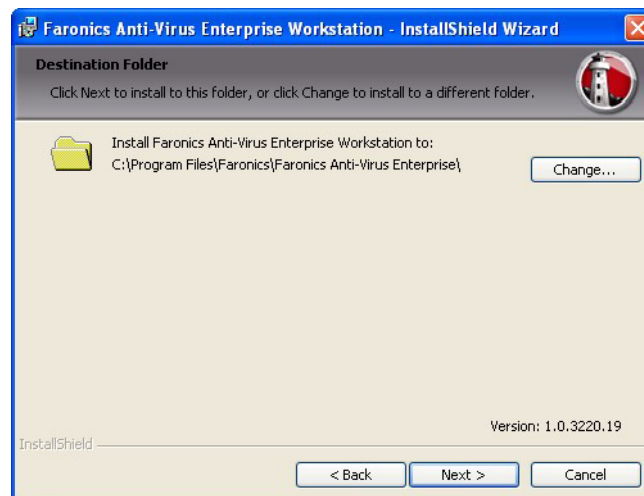 Faronics Anti-Virus Enterprise Workstation - InstallShield Wizard
Destination Folder
Click Next to install to this folder, or click Change to install to a different folder.
Install Faronics Anti-Virus Enterprise Workstation to:
C:\Program Files\Faronics\Faronics Anti-Virus Enterprise\
Change...
Version: 1.0.3220.19
InstallShield
< Back
Next >
Cancel